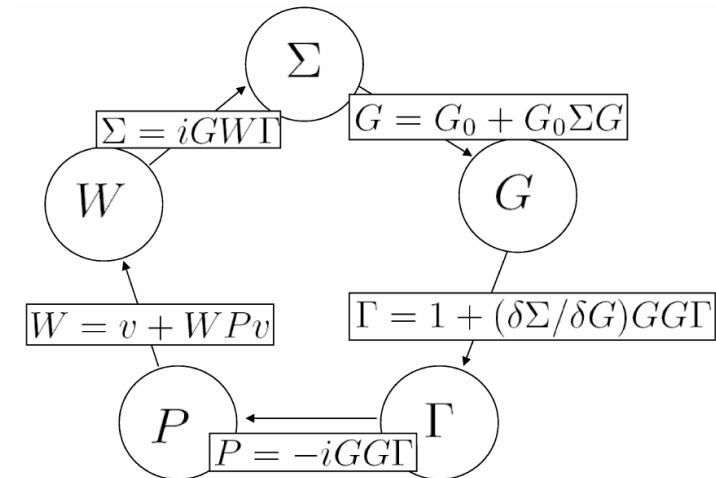 Σ
Σ = iGWΓ
G = G₀ + G₀ΣG
W
G
W = v + WPv
Γ = 1 + (δΣ/δG)GGΓ
P
Γ
P = −iGGΓ